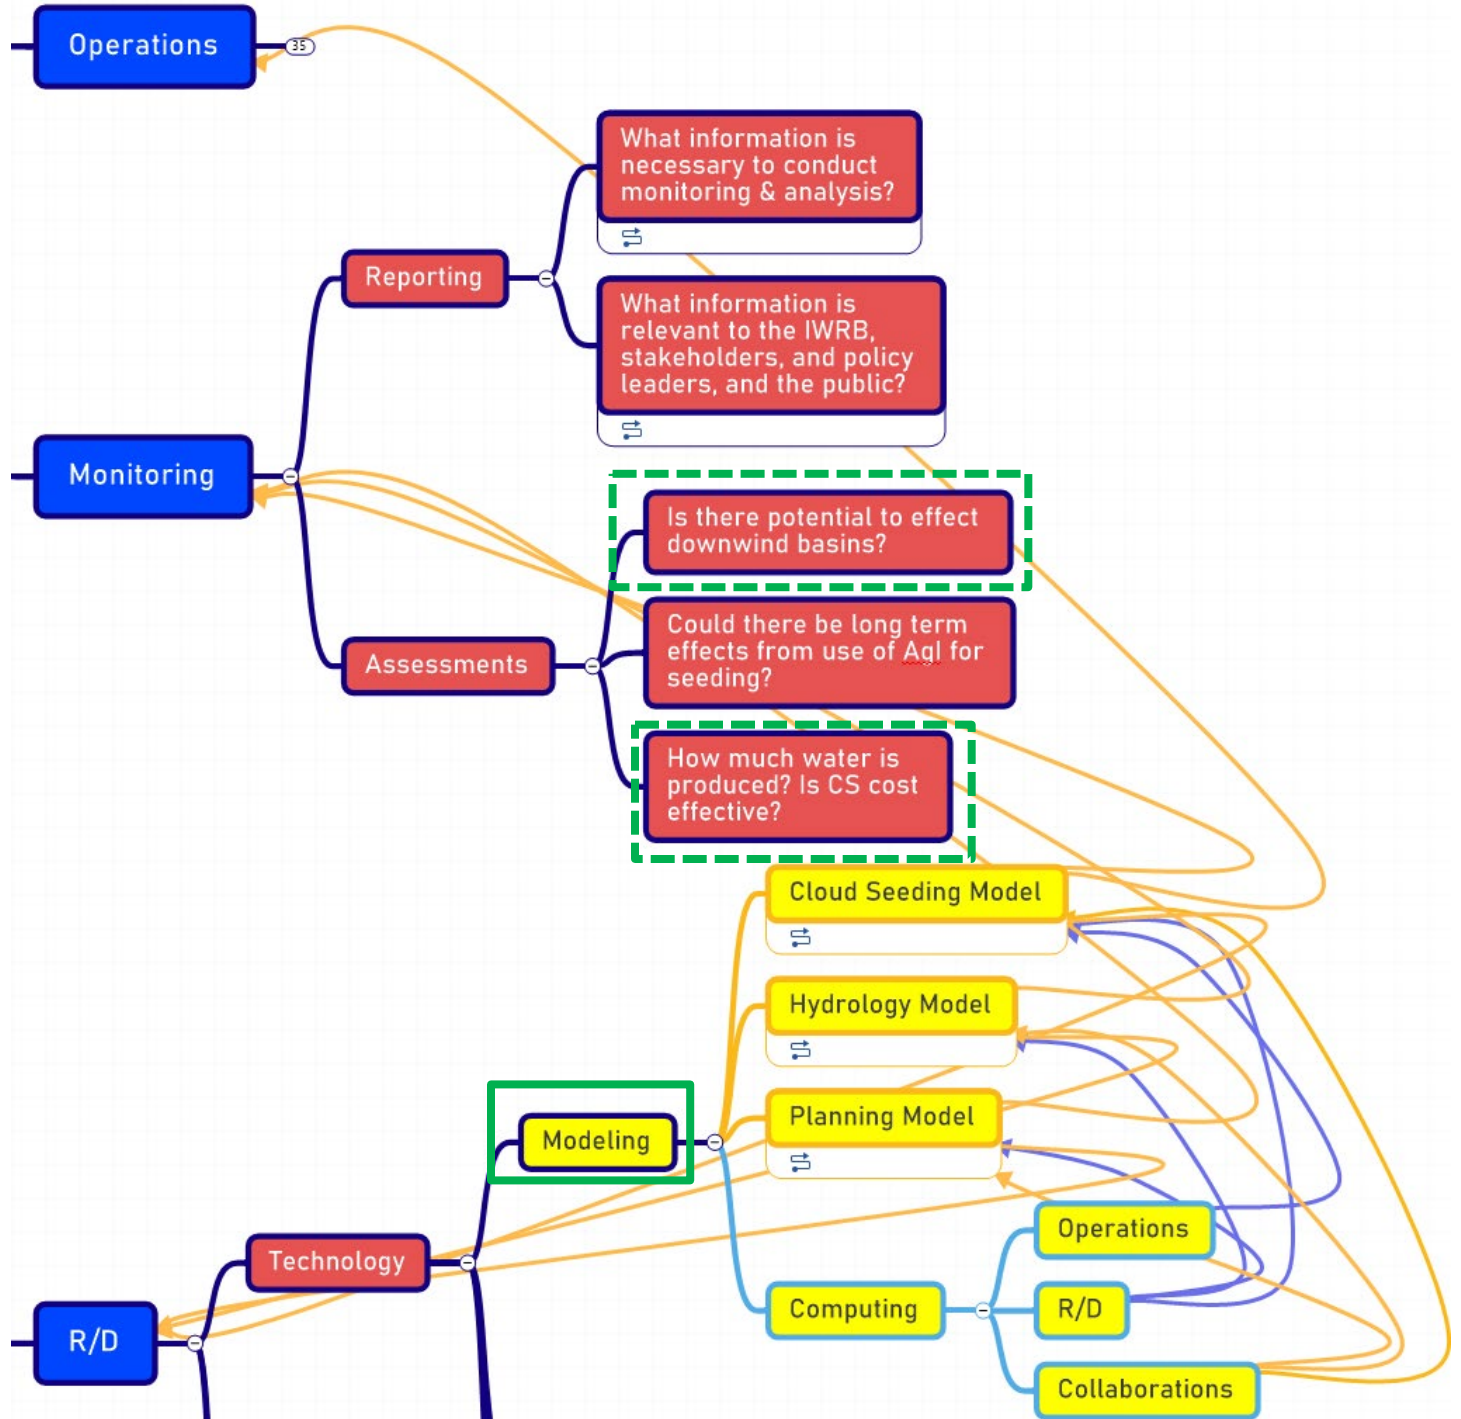 Operations
35
What information is
necessary to conduct
monitoring & analysis?
Reporting
What information is
relevant to the IWRB,
stakeholders, and policy
leaders, and the public?
Monitoring
Is there potential to effect
downwind basins?
Could there be long term
effects from use of AgI for
seeding?
Assessments
How much water is
produced? Is CS cost
effective?
Cloud Seeding Model
Hydrology Model
Planning Model
Modeling
Operations
Technology
Computing
R/D
R/D
Collaborations